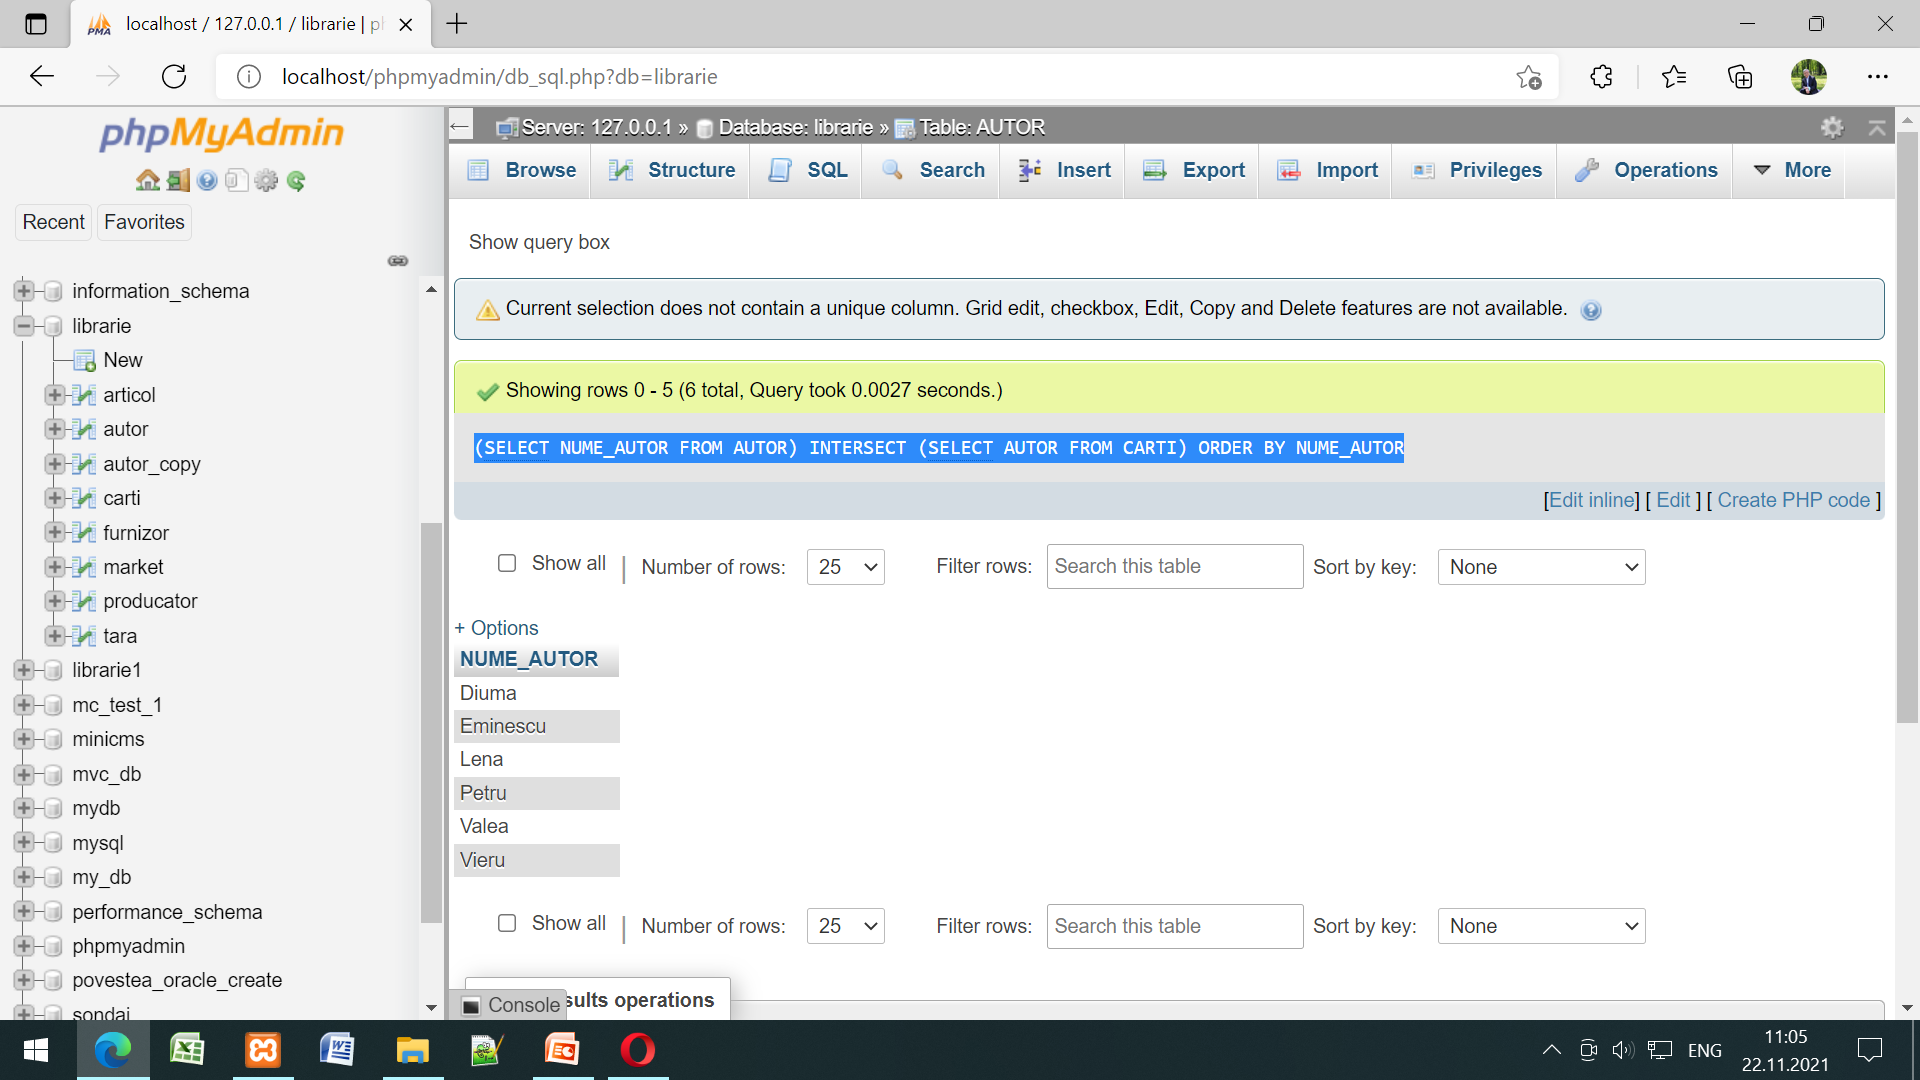 localhost / 127.0.0.1 / librarie | ph
localhost/phpmyadmin/db_sql.php?db=librarie
phpMyAdmin
Recent
Favorites
information_schema
librarie
New
articol
autor
autor_copy
carti
furnizor
market
producator
tara
librarie1
mc_test_1
minicms
mvc_db
mydb
mysql
my_db
performance_schema
phpmyadmin
povestea_oracle_create
sondaj
Server: 127.0.0.1 » Database: librarie » Table: AUTOR
Browse Structure SQL Search Insert Export Import Privileges Operations More
Show query box
Current selection does not contain a unique column. Grid edit, checkbox, Edit, Copy and Delete features are not available.
Showing rows 0 - 5 (6 total, Query took 0.0027 seconds.)
(SELECT NUME_AUTOR FROM AUTOR) INTERSECT (SELECT AUTOR FROM CARTI) ORDER BY NUME_AUTOR
[Edit inline] [ Edit ] [ Create PHP code ]
Show all | Number of rows: 25 Filter rows: Search this table Sort by key: None
+ Options
NUME_AUTOR
Diuma
Eminescu
Lena
Petru
Valea
Vieru
Show all | Number of rows: 25 Filter rows: Search this table Sort by key: None
Console sults operations
ENG
11:05
22.11.2021